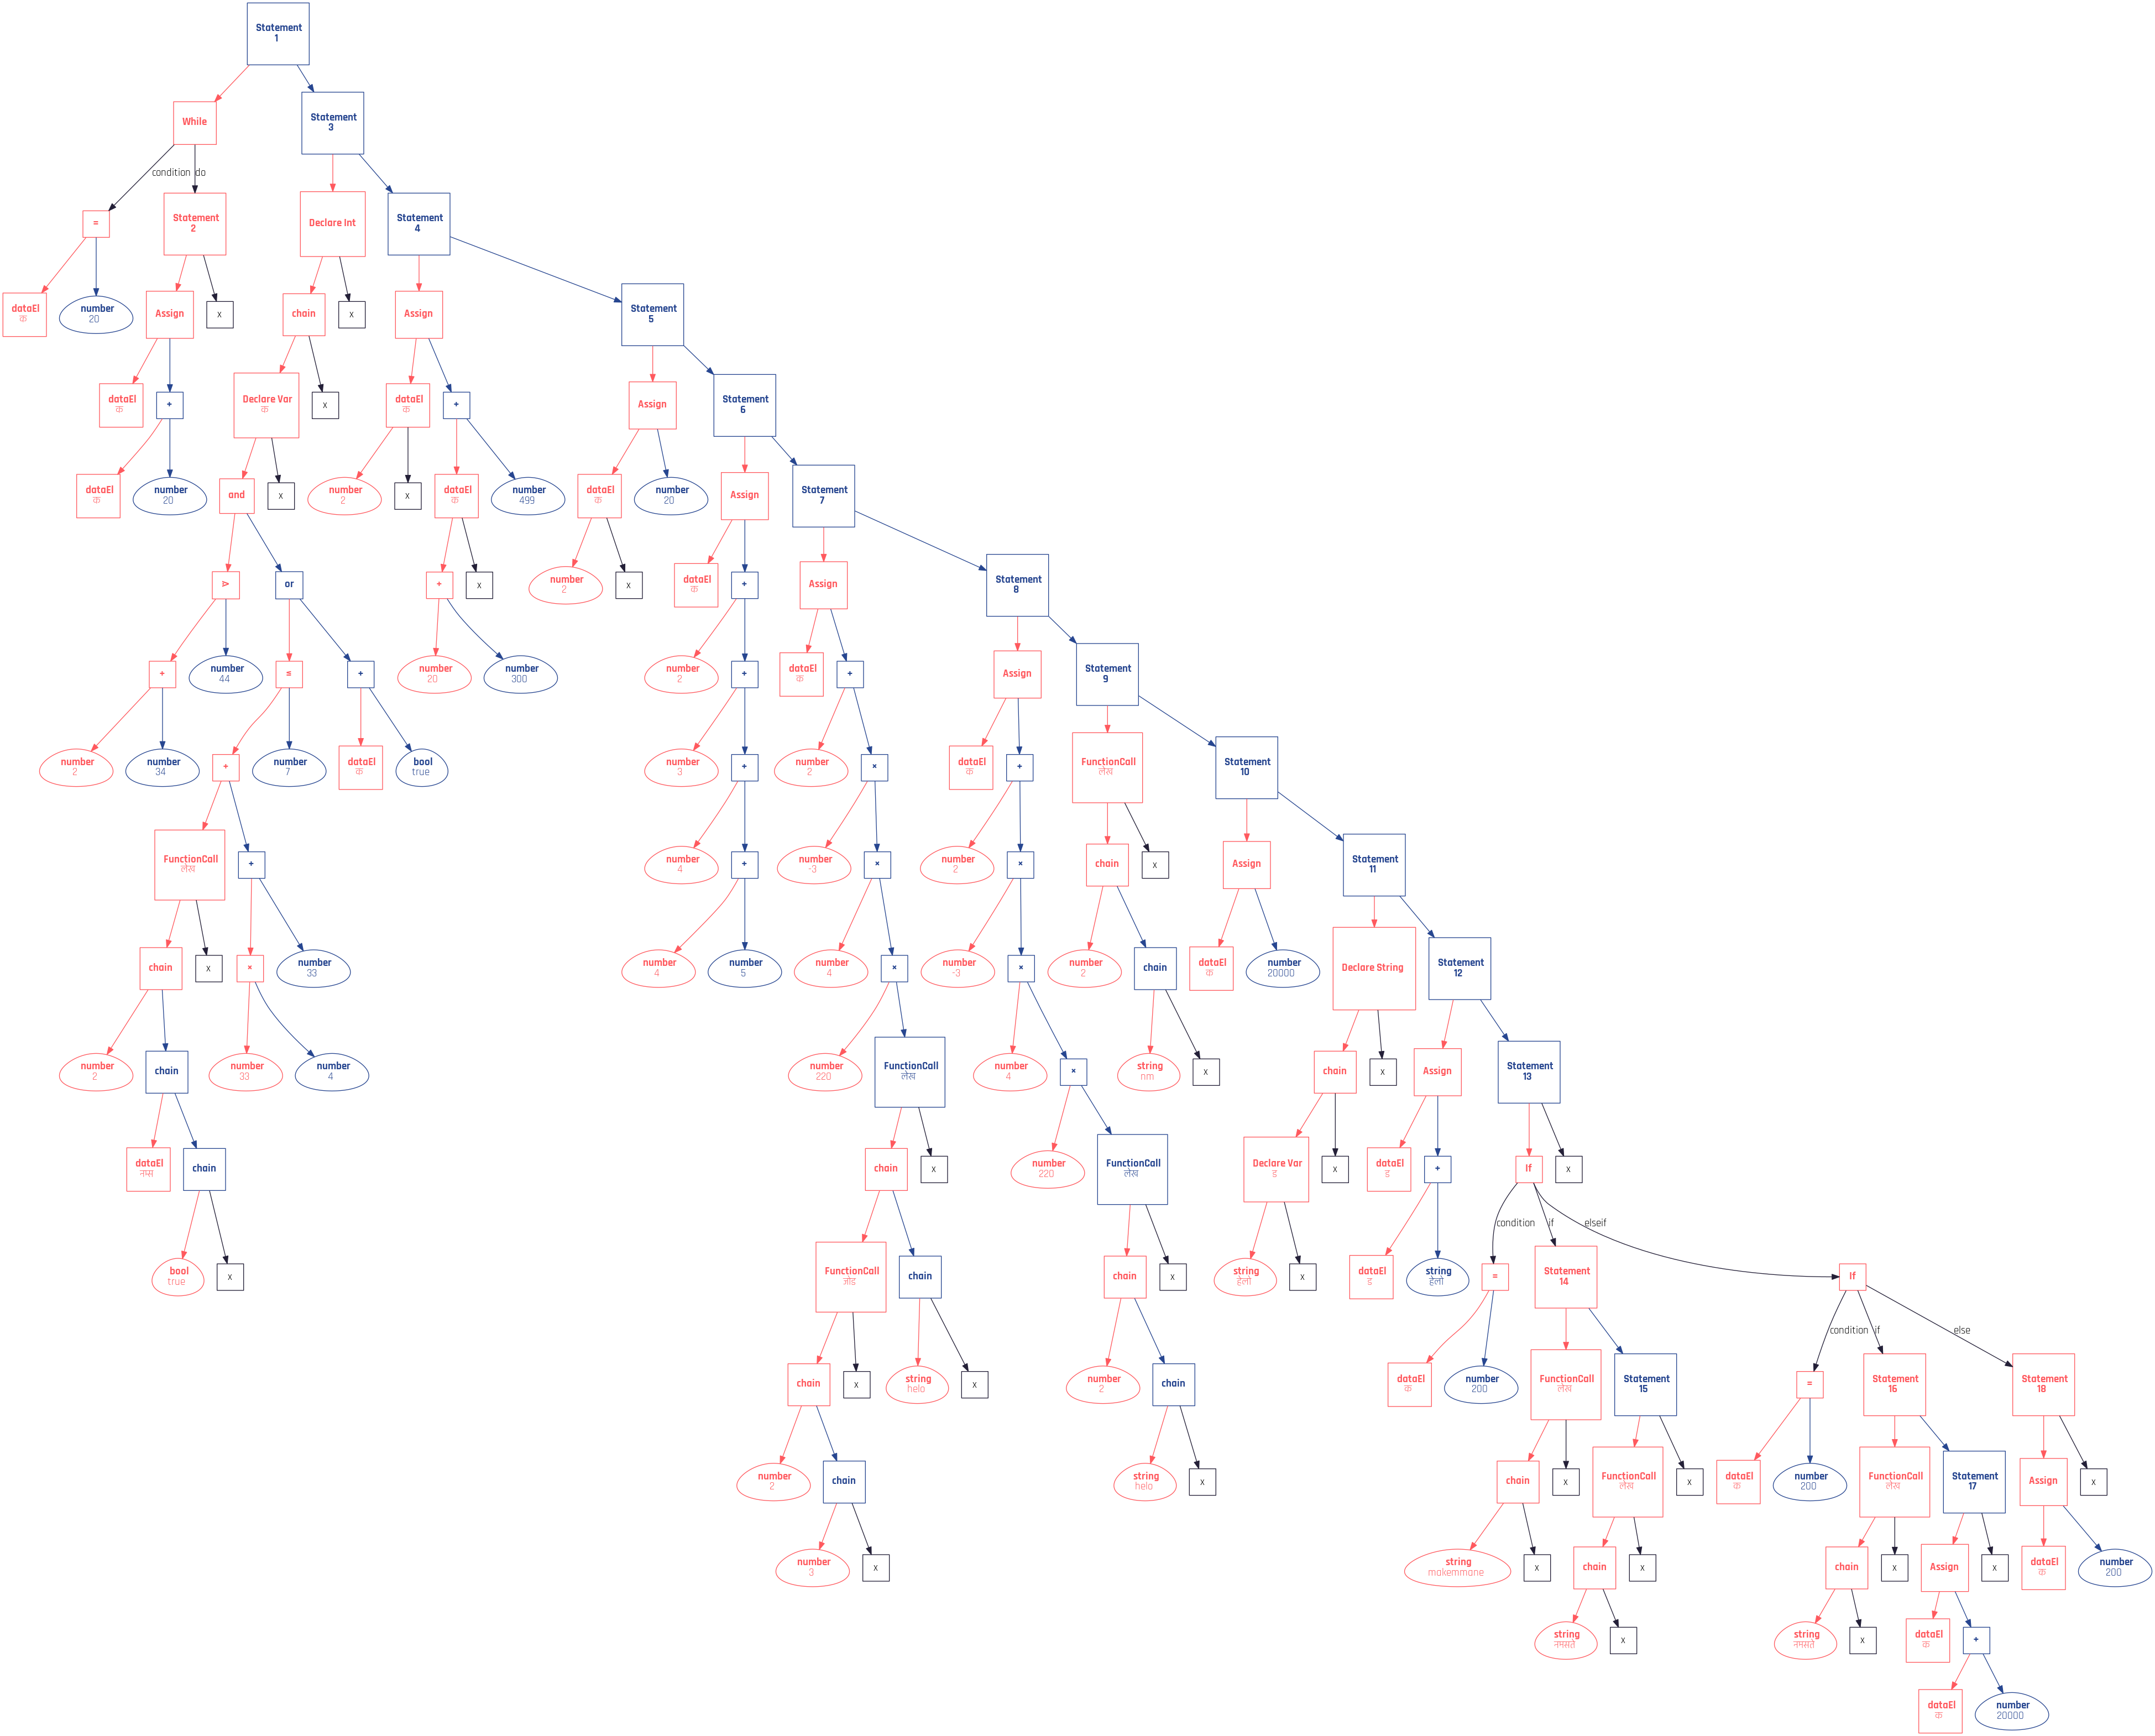 Statement
1
While
Statement
3
condition do
=
Statement
2
Declare Int
Statement
4
dataEl
क
number
20
Assign
x
chain
x
Assign
Statement
5
dataEl
क
+
Declare Var
क
x
dataEl
क
+
Assign
Statement
6
dataEl
क
number
20
and
x
number
2
x
dataEl
क
number
499
dataEl
क
number
20
Assign
Statement
7
⊳
or
+
x
number
2
x
dataEl
क
+
Assign
Statement
8
+
number
44
≤
+
number
20
number
300
number
2
+
dataEl
क
+
Assign
Statement
9
number
2
number
34
+
number
7
dataEl
क
bool
true
number
3
+
number
2
×
dataEl
क
+
FunctionCall
लेख
Statement
10
FunctionCall
लेख
+
number
4
+
number
-3
×
number
2
×
chain
x
Assign
Statement
11
chain
x
×
number
33
number
4
number
5
number
4
×
number
-3
×
number
2
chain
dataEl
क
number
20000
Declare String
Statement
12
number
2
chain
number
33
number
4
number
220
FunctionCall
लेख
number
4
×
string
nm
x
chain
x
Assign
Statement
13
dataEl
नम्स
chain
chain
x
number
220
FunctionCall
लेख
Declare Var
ड
x
dataEl
ड
+
If
x
condition
if
elseif
bool
true
x
FunctionCall
जोड
chain
chain
x
string
हेलो
x
dataEl
ड
string
हेलो
=
Statement
14
If
condition
if
else
chain
x
string
helo
x
number
2
chain
dataEl
क
number
200
FunctionCall
लेख
Statement
15
=
Statement
16
Statement
18
number
2
chain
string
helo
x
chain
x
FunctionCall
लेख
x
dataEl
क
number
200
FunctionCall
लेख
Statement
17
Assign
x
number
3
x
string
makemmane
x
chain
x
chain
x
Assign
x
dataEl
क
number
200
string
नमसते
x
string
नमसते
x
dataEl
क
+
dataEl
क
number
20000